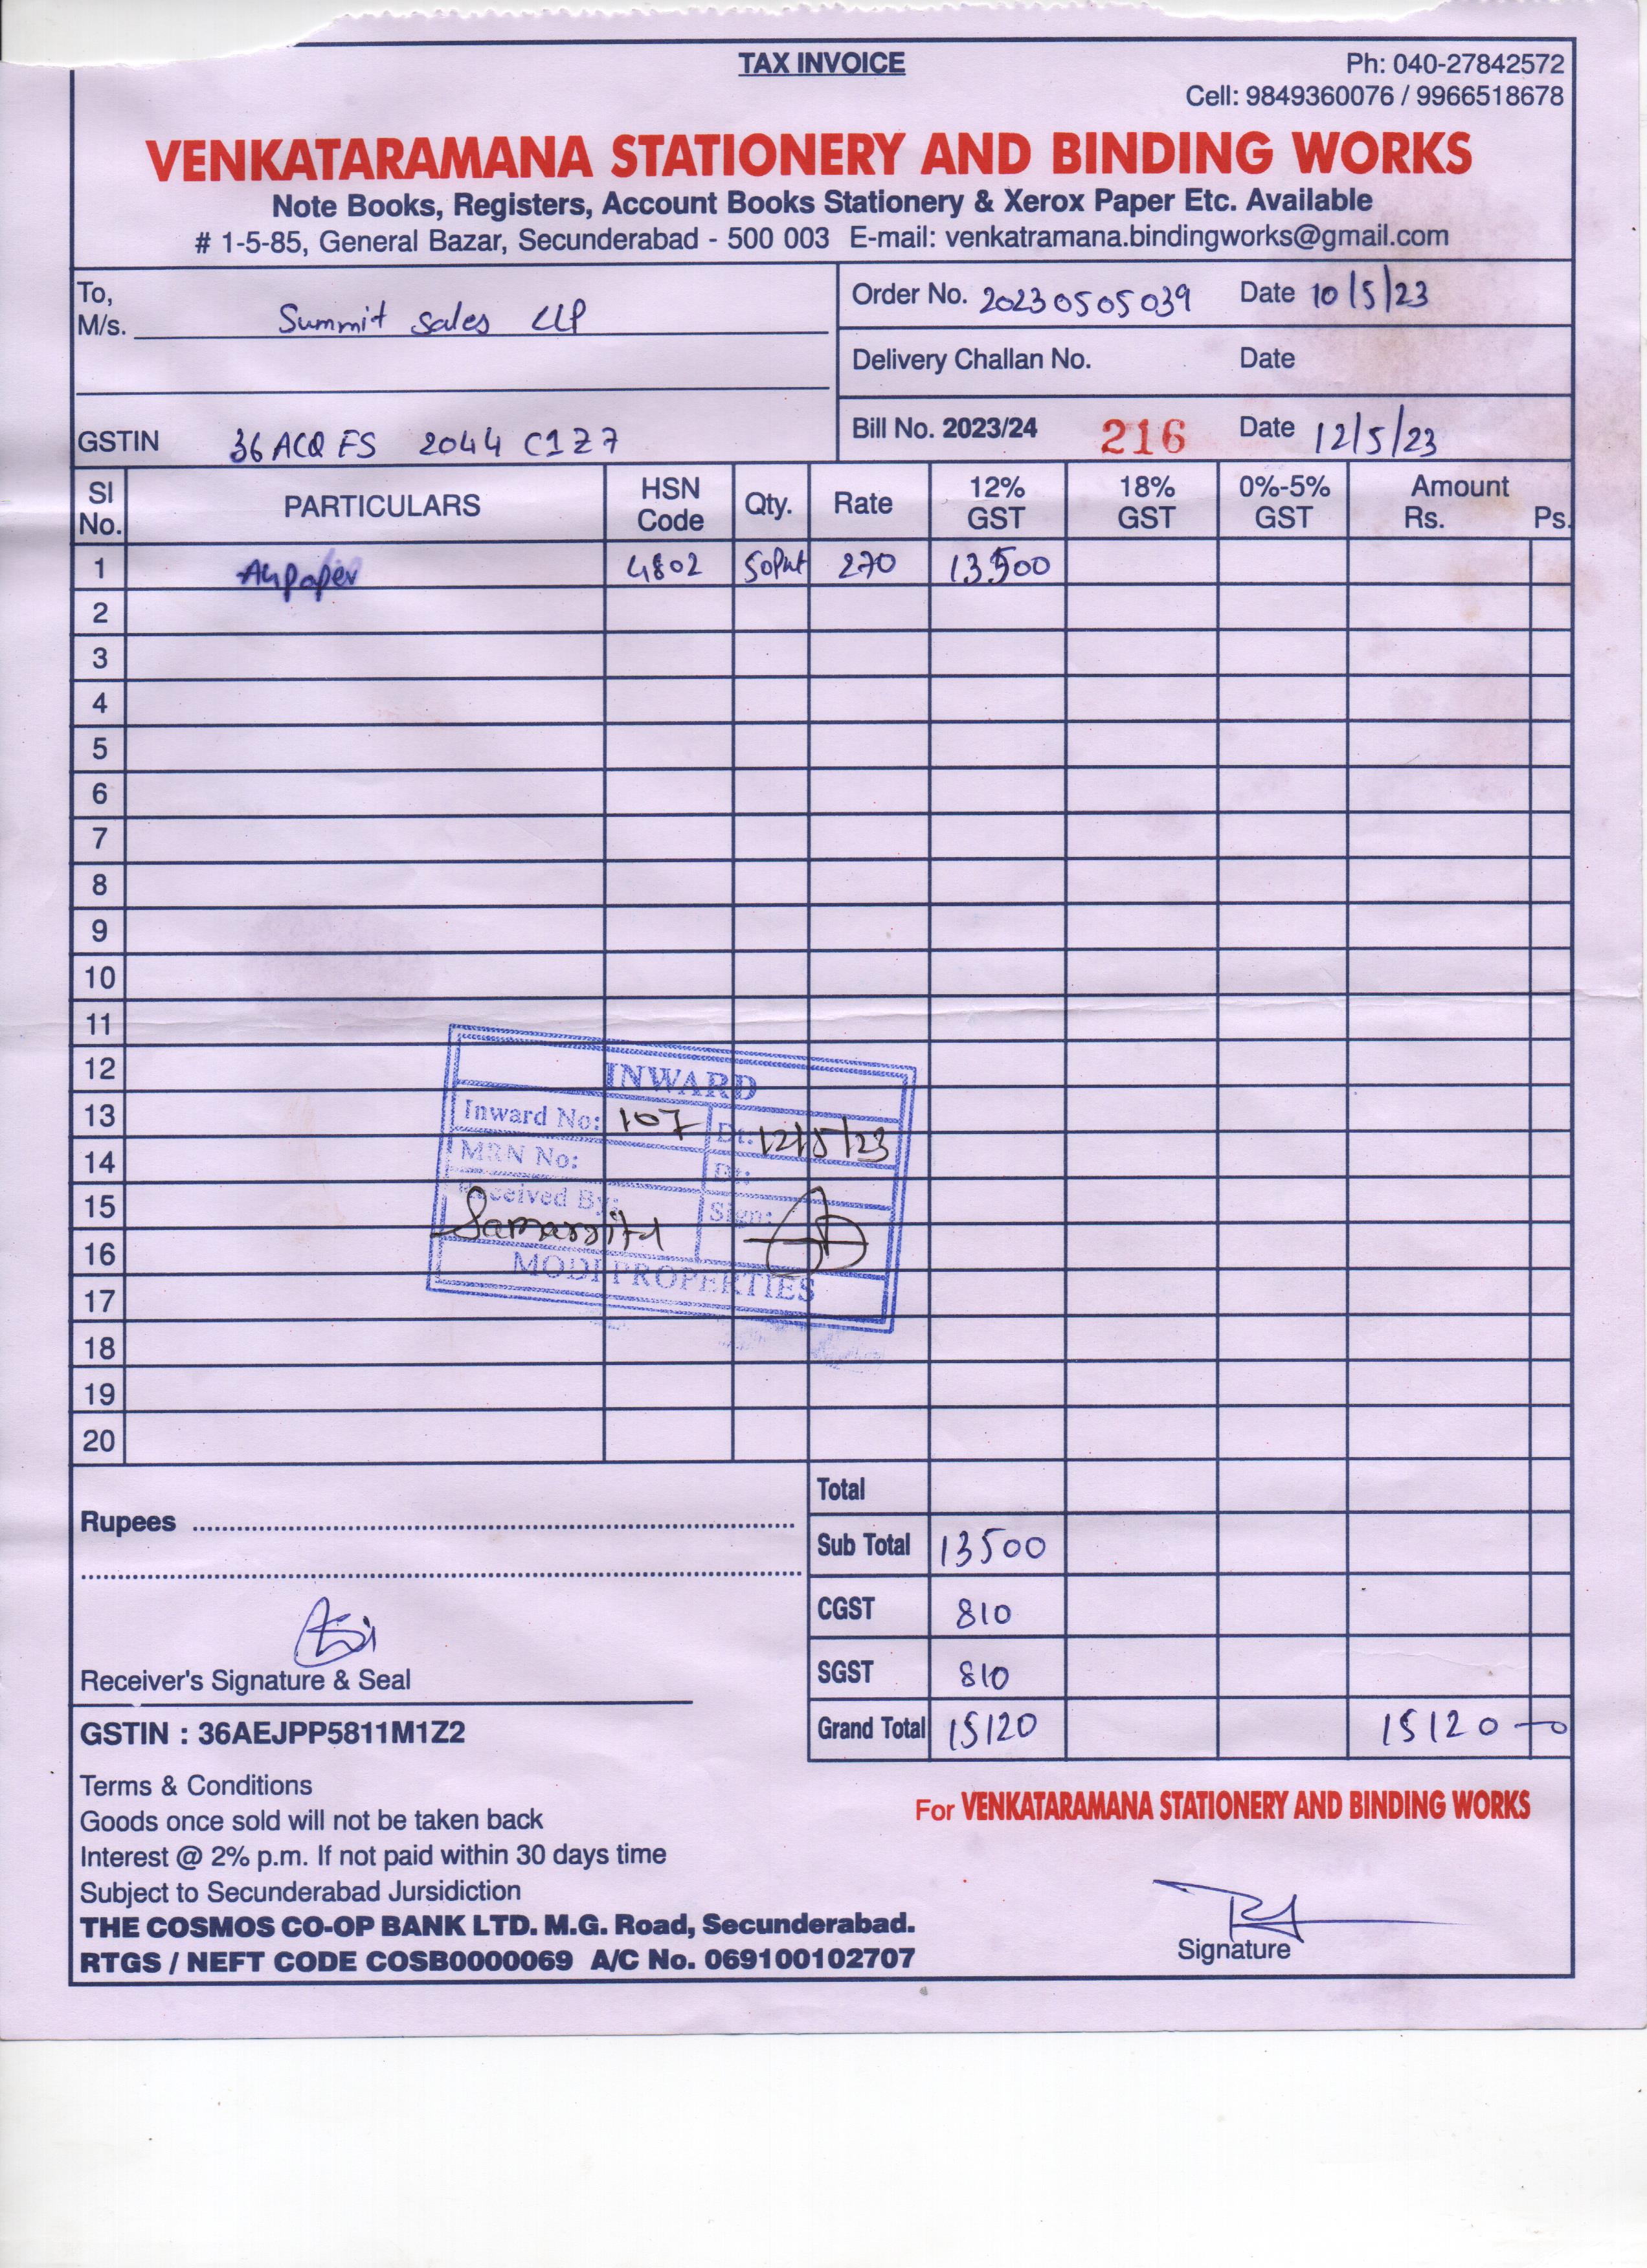 TAX INVOICE
Ph: 040-27842572
Cell: 9849360076 / 9966518678
VENKATARAMANA STATIONERY AND BINDING WORKS
Note Books, Registers, Account Books Stationery & Xerox Paper Etc. Available
# 1-5-85, General Bazar, Secunderabad - 500 003 E-mail: venkatramana.bindingworks@gmail.com
To,
M/s. Summit Sales LLP
Order No. 20230505039 Date 10/5/23
Delivery Challan No. Date
GSTIN 36ACQFS 2044 C1Z7
Bill No. 2023/24 216 Date 12/5/23
Sl No. PARTICULARS HSN Code Qty. Rate 12% GST 18% GST 0%-5% GST Amount Rs. Ps.
1 A4 paper 4802 50Pkt 270 13500
2
3
4
5
6
7
8
9
10
11
12
13
14
15
16
17
18
19
20
INWARD
Inward No: 107 Dt: 12/5/23
MRN No: Dt:
Received By: Sign:
MODI PROPERTIES
Rupees
Total
Sub Total 13500
CGST 810
SGST 810
Grand Total 15120 15120-0
Receiver's Signature & Seal
GSTIN : 36AEJPP5811M1Z2
Terms & Conditions
Goods once sold will not be taken back
Interest @ 2% p.m. If not paid within 30 days time
Subject to Secunderabad Jursidiction
THE COSMOS CO-OP BANK LTD. M.G. Road, Secunderabad.
RTGS / NEFT CODE COSB0000069 A/C No. 069100102707
For VENKATARAMANA STATIONERY AND BINDING WORKS
Signature